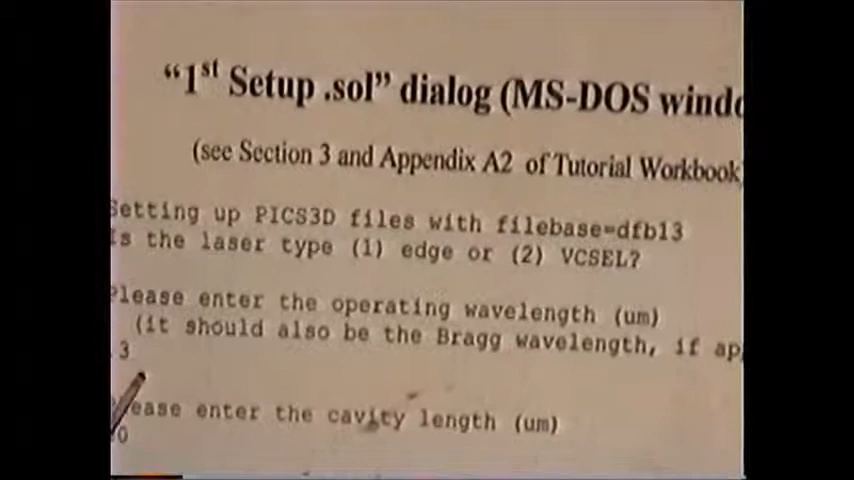 “1st Setup .sol” dialog (MS-DOS
(see Section 3 and Appendix A2 of Tutorial Workbook)
Setting up PICS3D files with filebase=dfb13
Is the laser type (1) edge or (2) VCSEL?
Please enter the operating wavelength (um)
(it should also be the Bragg wavelength, if
.3
Please enter the cavity length (um)